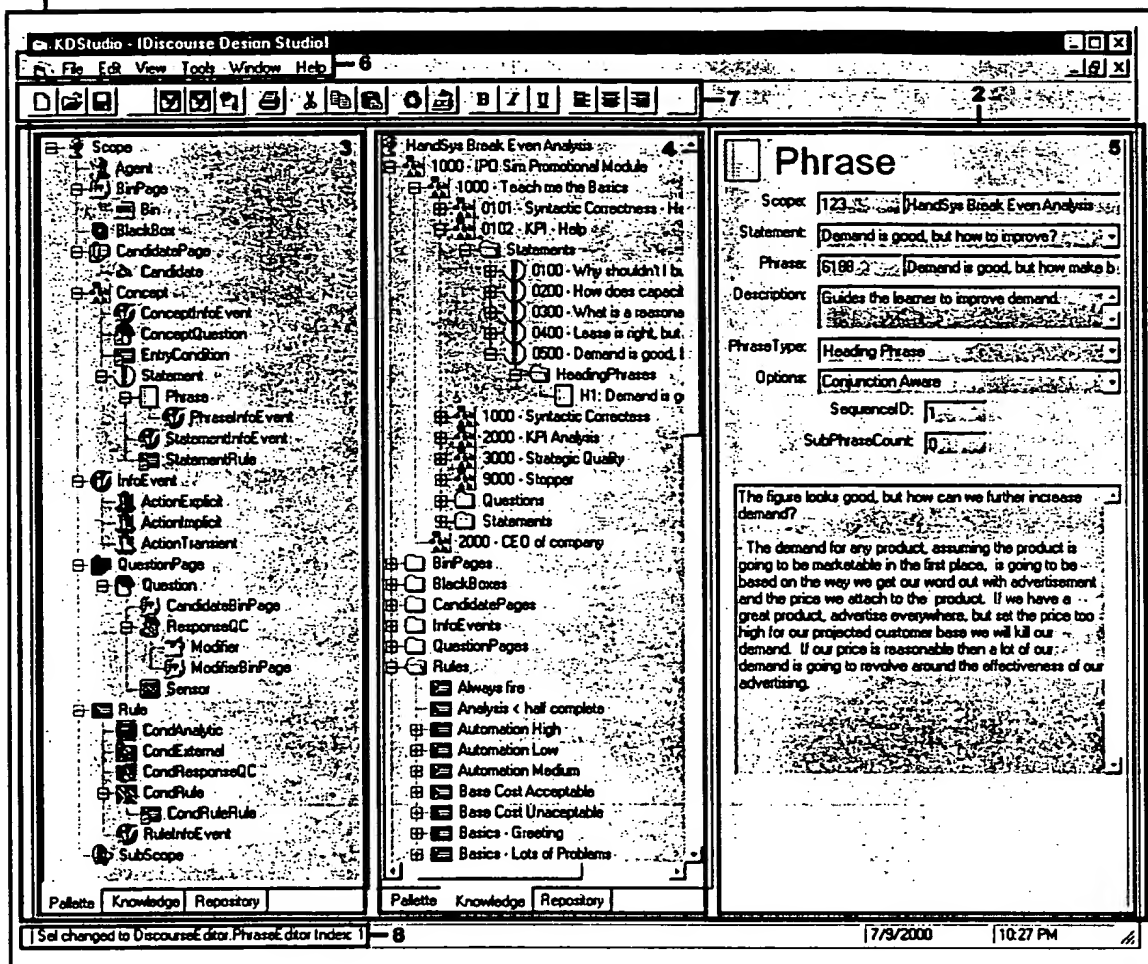 KDStudio - [Discourse Design Studio]
File Edit View Tools Window Help 6
B I U 7
2
3
Scope
Agent
BinPage
Bin
BlackBox
CandidatePage
Candidate
Concept
ConceptInfoEvent
ConceptQuestion
EntryCondition
Statement
Phrase
PhraseInfoEvent
StatementInfoEvent
StatementRule
InfoEvent
ActionExplicit
ActionImplicit
ActionTransient
QuestionPage
Question
CandidateBinPage
ResponseQC
Modifier
ModifierBinPage
Sensor
Rule
CondAnalytic
CondExternal
CondResponseQC
CondRule
CondRuleRule
RuleInfoEvent
SubScope
Pallette Knowledge Repository
4
HandSys Break Even Analysis
1000 - IPO Sim Promotional Module
1000 - Teach me the Basics
0101 - Syntactic Correctness - He
0102 - KPI - Help
Statements
0100 - Why shouldn't I bu
0200 - How does capacit
0300 - What is a reasona
0400 - Lease is right, but
0500 - Demand is good, b
HeadingPhrases
H1: Demand is g
1000 - Syntactic Correctess
2000 - KPI Analysis
3000 - Strategic Quality
9000 - Stopper
Questions
Statements
2000 - CEO of company
BinPages
BlackBoxes
CandidatePages
InfoEvents
QuestionPages
Rules
Always fire
Analysis < half complete
Automation High
Automation Low
Automation Medium
Base Cost Acceptable
Base Cost Unaceptable
Basics - Greeting
Basics - Lots of Problems
Pallette Knowledge Repository
5
Phrase
Scope: 123 HandSys Break Even Analysis
Statement: Demand is good, but how to improve?
Phrase: 6188 Demand is good, but how make b
Description: Guides the learner to improve demand.
PhraseType: Heading Phrase
Options: Conjunction Aware
SequenceID: 1
SubPhraseCount: 0
The figure looks good, but how can we further increase
demand?
- The demand for any product, assuming the product is
going to be marketable in the first place, is going to be
based on the way we get our word out with advertisement
and the price we attach to the product. If we have a
great product, advertise everywhere, but set the price too
high for our projected customer base we will kill our
demand. If our price is reasonable then a lot of our
demand is going to revolve around the effectiveness of our
advertising.
Sel changed to DiscourseEditor.PhraseEditor Index: 1 8
7/9/2000 10:27 PM